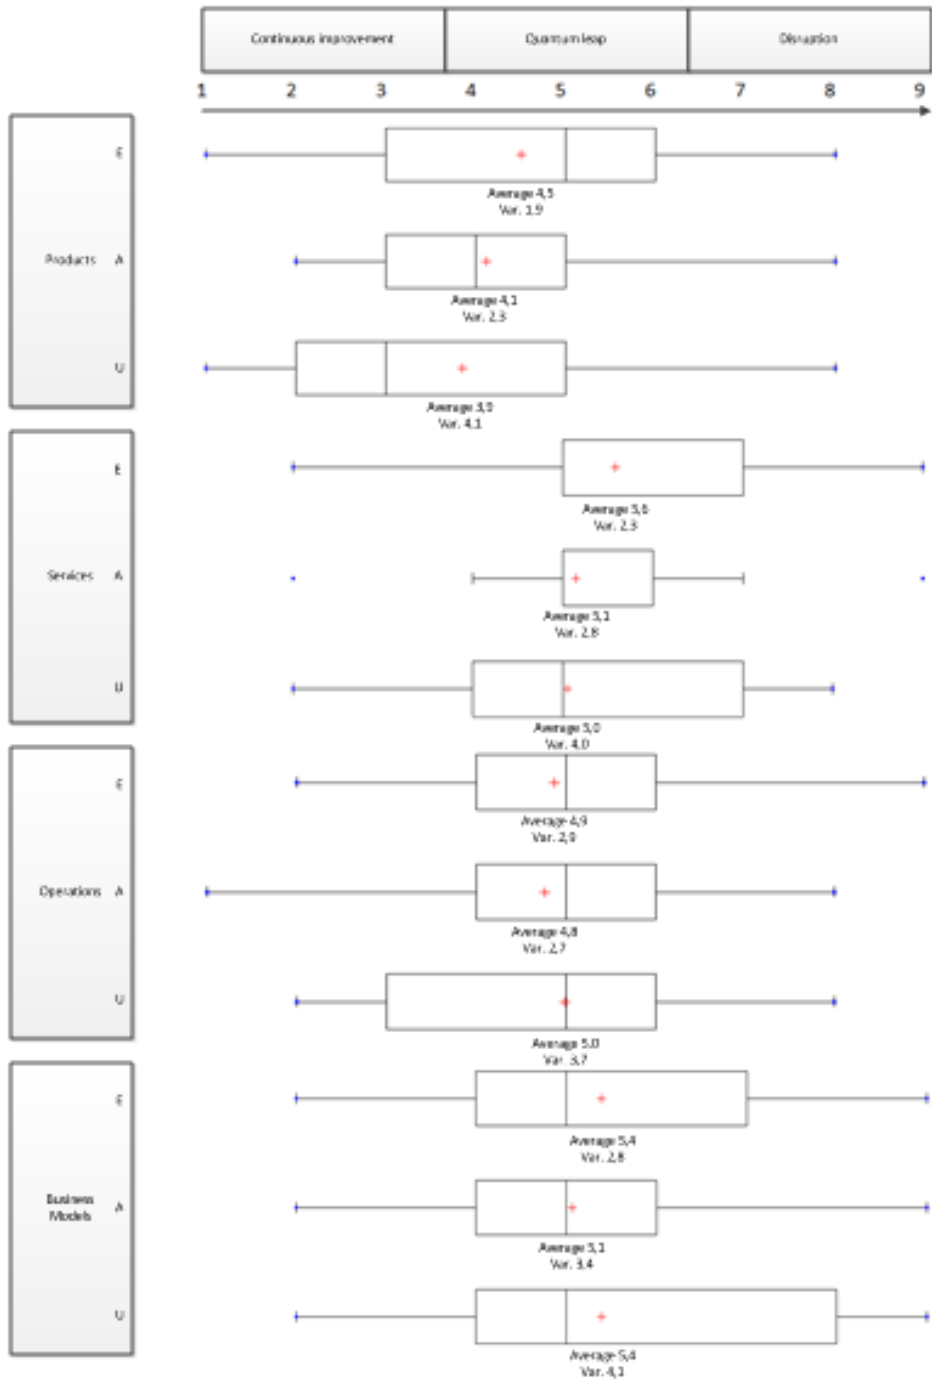 Continuous improvement
Quantum leap
Disruption
1 2 3 4 5 6 7 8 9
E
Average 4,5
Var. 1,9
Products A
Average 4,1
Var. 2,3
U
Average 3,9
Var. 4,1
E
Average 5,6
Var. 2,3
Services A
Average 5,1
Var. 2,8
U
Average 5,0
Var. 4,0
E
Average 4,9
Var. 2,9
Operations A
Average 4,8
Var. 2,7
U
Average 5,0
Var. 3,7
E
Average 5,4
Var. 2,8
Business
Models A
Average 5,1
Var. 3,4
U
Average 5,4
Var. 4,1